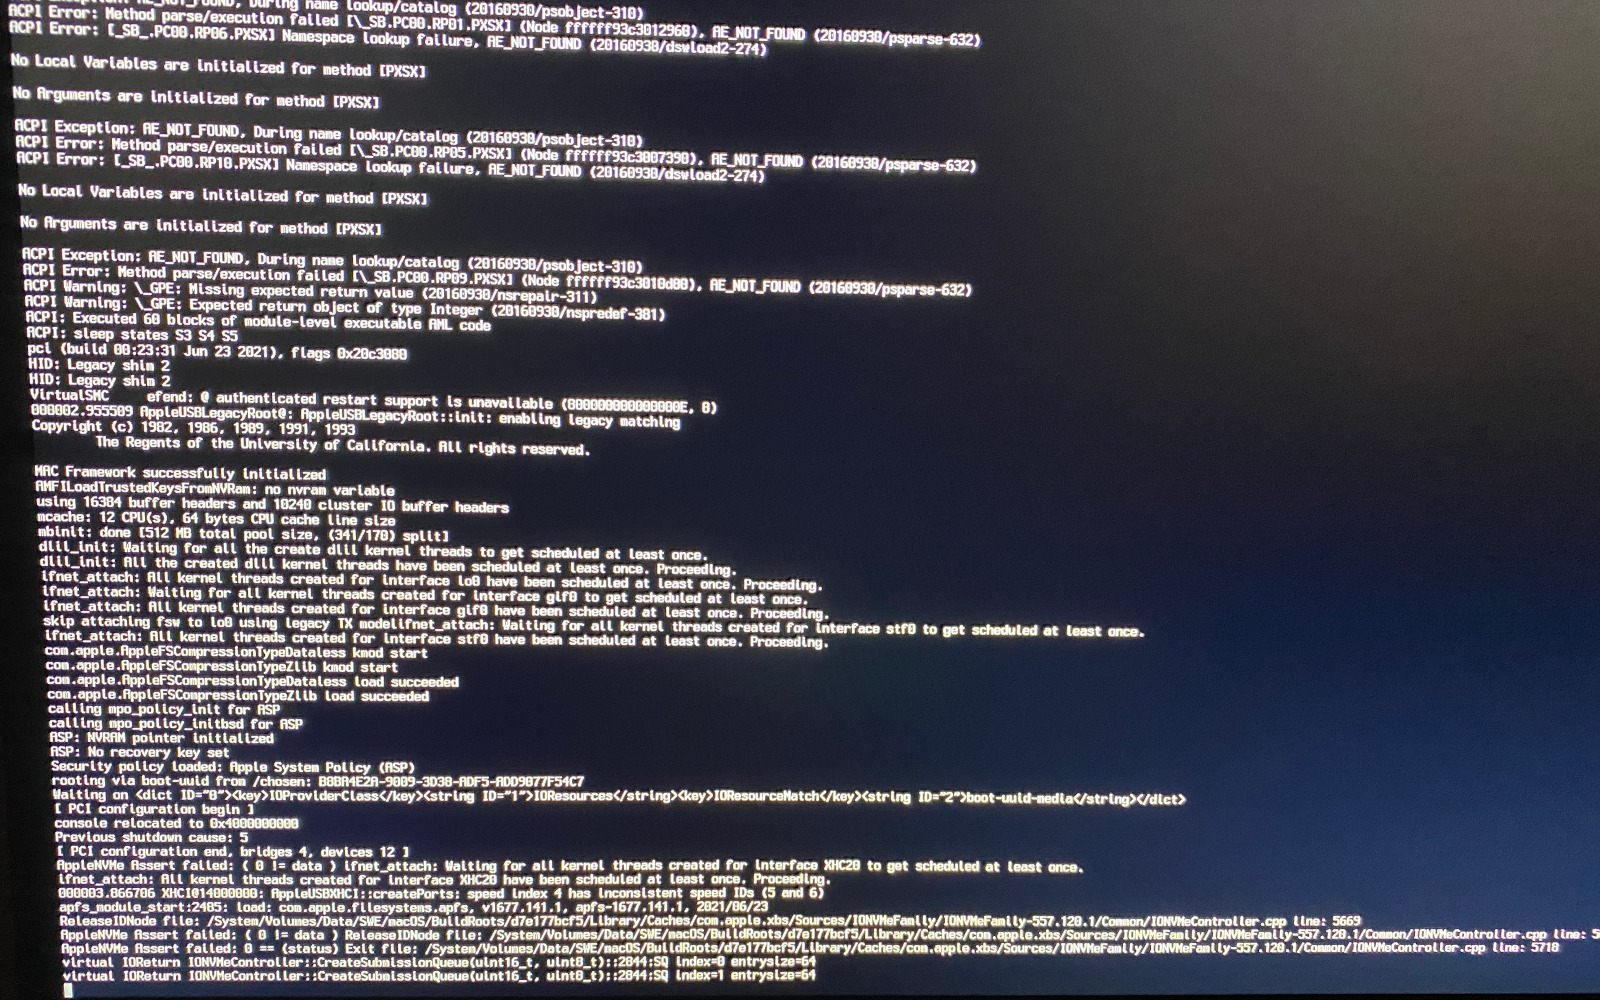 During name lookup/catalog (20160930/psobject-310)
ACPI Error: Method parse/execution failed [\_SB.PC00.RP01.PXSX] (Node ffffff93c3012960), AE_NOT_FOUND (20160930/psparse-632)
ACPI Error: [_SB_.PC00.RP06.PXSX] Namespace lookup failure, AE_NOT_FOUND (20160930/dswload2-274)
No Local Variables are initialized for method [PXSX]
No Arguments are initialized for method [PXSX]
ACPI Exception: AE_NOT_FOUND, During name lookup/catalog (20160930/psobject-310)
ACPI Error: Method parse/execution failed [\_SB.PC00.RP05.PXSX] (Node ffffff93c3007390), AE_NOT_FOUND (20160930/psparse-632)
ACPI Error: [_SB_.PC00.RP10.PXSX] Namespace lookup failure, AE_NOT_FOUND (20160930/dswload2-274)
No Local Variables are initialized for method [PXSX]
No Arguments are initialized for method [PXSX]
ACPI Exception: AE_NOT_FOUND, During name lookup/catalog (20160930/psobject-310)
ACPI Error: Method parse/execution failed [\_SB.PC00.RP09.PXSX] (Node ffffff93c3010d80), AE_NOT_FOUND (20160930/psparse-632)
ACPI Warning: \_GPE: Missing expected return value (20160930/nsrepair-311)
ACPI Warning: \_GPE: Expected return object of type Integer (20160930/nspredef-381)
ACPI: Executed 60 blocks of module-level executable AML code
ACPI: sleep states S3 S4 S5
pci (build 00:23:31 Jun 23 2021), flags 0x20c3080
HID: Legacy shim 2
HID: Legacy shim 2
VirtualSMC efend: @ authenticated restart support is unavailable (800000000000000E, 0)
000002.955509 AppleUSBLegacyRoot@: AppleUSBLegacyRoot::init: enabling legacy matching
Copyright (c) 1982, 1986, 1989, 1991, 1993
The Regents of the University of California. All rights reserved.
MAC Framework successfully initialized
AMFILoadTrustedKeysFromNVRam: no nvram variable
using 16384 buffer headers and 10240 cluster IO buffer headers
mcache: 12 CPU(s), 64 bytes CPU cache line size
mbinit: done [512 MB total pool size, (341/170) split]
dlil_init: Waiting for all the create dlil kernel threads to get scheduled at least once.
dlil_init: All the created dlil kernel threads have been scheduled at least once. Proceeding.
ifnet_attach: All kernel threads created for interface lo0 have been scheduled at least once. Proceeding.
ifnet_attach: Waiting for all kernel threads created for interface gif0 to get scheduled at least once.
ifnet_attach: All kernel threads created for interface gif0 have been scheduled at least once. Proceeding.
skip attaching fsw to lo0 using legacy TX modelifnet_attach: Waiting for all kernel threads created for interface stf0 to get scheduled at least once.
ifnet_attach: All kernel threads created for interface stf0 have been scheduled at least once. Proceeding.
com.apple.AppleFSCompressionTypeDataless kmod start
com.apple.AppleFSCompressionTypeZlib kmod start
com.apple.AppleFSCompressionTypeDataless load succeeded
com.apple.AppleFSCompressionTypeZlib load succeeded
calling mpo_policy_init for ASP
calling mpo_policy_initbsd for ASP
ASP: NVRAM pointer initialized
ASP: No recovery key set
Security policy loaded: Apple System Policy (ASP)
rooting via boot-uuid from /chosen: B0BA4E2A-9089-3D38-ADF5-ADD9877F54C7
Waiting on <dict ID="0"><key>IOProviderClass</key><string ID="1">IOResources</string><key>IOResourceMatch</key><string ID="2">boot-uuid-media</string></dict>
[ PCI configuration begin ]
console relocated to 0x4000000000
Previous shutdown cause: 5
[ PCI configuration end, bridges 4, devices 12 ]
AppleNVMe Assert failed: ( 0 != data ) ifnet_attach: Waiting for all kernel threads created for interface XHC20 to get scheduled at least once.
ifnet_attach: All kernel threads created for interface XHC20 have been scheduled at least once. Proceeding.
000003.866706 XHC1@14000000: AppleUSBXHCI::createPorts: speed index 4 has inconsistent speed IDs (5 and 6)
apfs_module_start:2485: load: com.apple.filesystems.apfs, v1677.141.1, apfs-1677.141.1, 2021/06/23
ReleaseIDNode file: /System/Volumes/Data/SWE/macOS/BuildRoots/d7e177bcf5/Library/Caches/com.apple.xbs/Sources/IONVMeFamily/IONVMeFamily-557.120.1/Common/IONVMeController.cpp line: 5669
AppleNVMe Assert failed: ( 0 != data ) ReleaseIDNode file: /System/Volumes/Data/SWE/macOS/BuildRoots/d7e177bcf5/Library/Caches/com.apple.xbs/Sources/IONVMeFamily/IONVMeFamily-557.120.1/Common/IONVMeController.cpp line: 5
AppleNVMe Assert failed: 0 == (status) Exit file: /System/Volumes/Data/SWE/macOS/BuildRoots/d7e177bcf5/Library/Caches/com.apple.xbs/Sources/IONVMeFamily/IONVMeFamily-557.120.1/Common/IONVMeController.cpp line: 5710
virtual IOReturn IONVMeController::CreateSubmissionQueue(uint16_t, uint8_t)::2844:SQ index=0 entrysize=64
virtual IOReturn IONVMeController::CreateSubmissionQueue(uint16_t, uint8_t)::2844:SQ index=1 entrysize=64